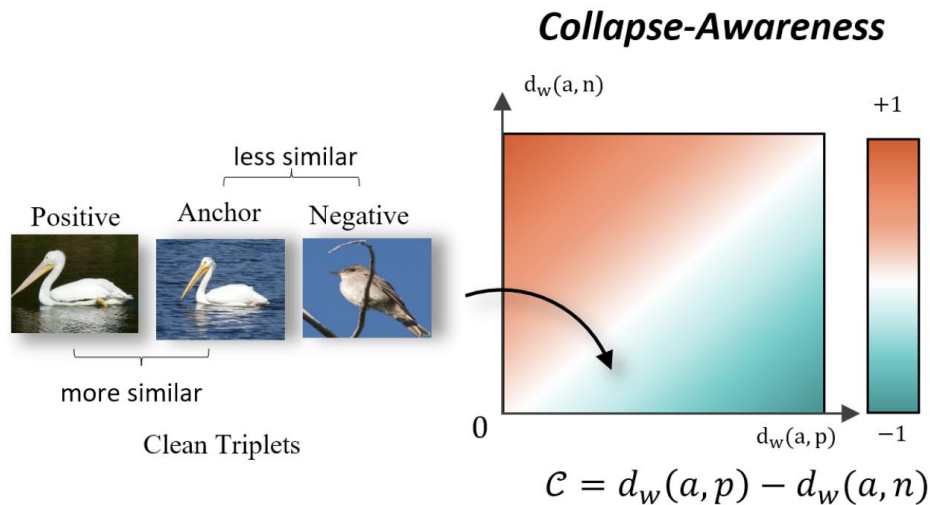 Collapse-Awareness
d_w(a, n)
+1
less similar
Positive
Anchor
Negative
more similar
0
d_w(a, p)
−1
Clean Triplets
𝒞 = d_w(a, p) − d_w(a, n)